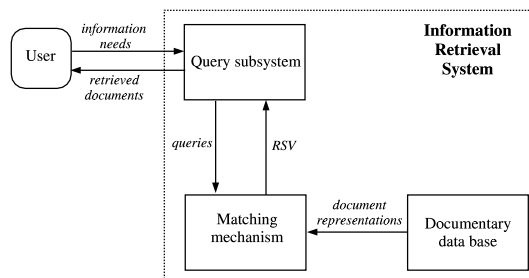 information
needs
User
retrieved
documents
Query subsystem
Information
Retrieval
System
queries
RSV
Matching
mechanism
document
representations
Documentary
data base